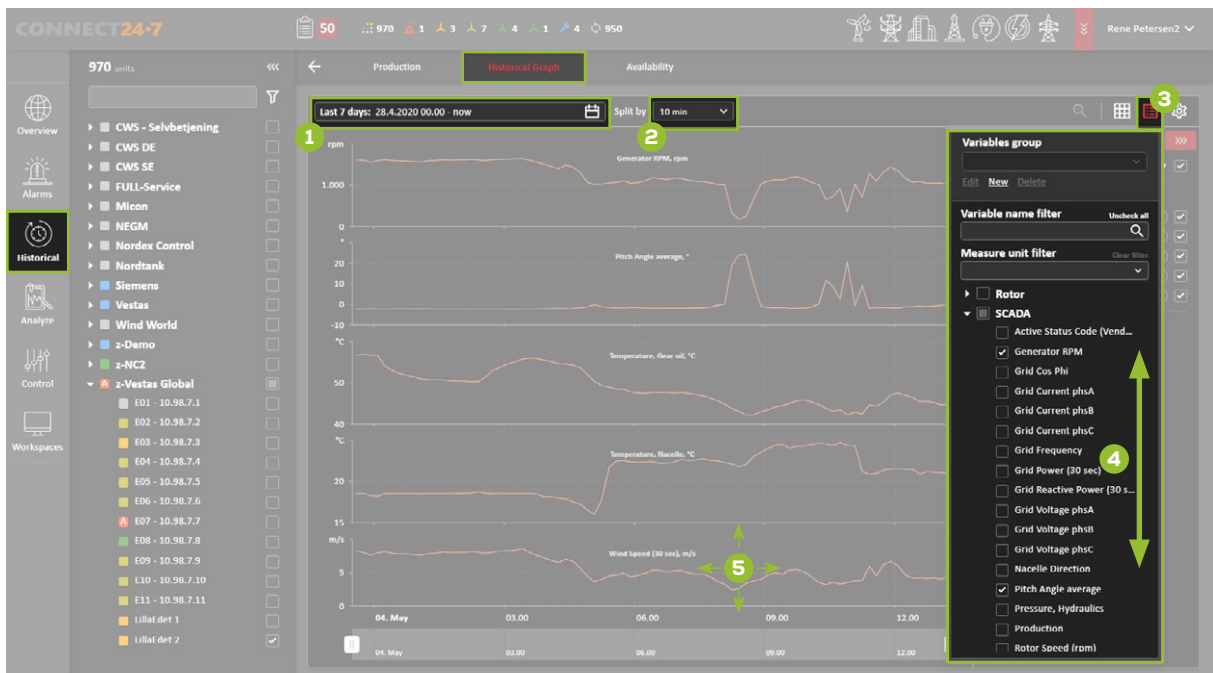 CONNECT24·7
50
970 1 3 7 4 1 4 950
Rene Petersen2
970 units
Production
Historical Graph
Availability
Last 7 days: 28.4.2020 00.00 - now
Split by
10 min
1
2
3
Overview
Alarms
Historical
Analyze
Control
Workspaces
CWS - Selvbetjening
CWS DE
CWS SE
FULL-Service
Micon
NEGM
Nordex Control
Nordtank
Siemens
Vestas
Wind World
z-Demo
z-NC2
A z-Vestas Global
E01 - 10.98.7.1
E02 - 10.98.7.2
E03 - 10.98.7.3
E04 - 10.98.7.4
E05 - 10.98.7.5
E06 - 10.98.7.6
A E07 - 10.98.7.7
E08 - 10.98.7.8
E09 - 10.98.7.9
E10 - 10.98.7.10
E11 - 10.98.7.11
Lillal det 1
Lillal det 2
rpm
Generator RPM, rpm
1.000
0
°
Pitch Angle average, °
20
10
0
-10
°C
Temperature, Gear oil, °C
50
40
°C
Temperature, Nacelle, °C
20
15
m/s
Wind Speed (30 sec), m/s
5
5
0
04. May 03.00 06.00 09.00 12.00
04. May 03.00 06.00 09.00 12.00
Variables group
Edit New Delete
Variable name filter
Uncheck all
Measure unit filter
Clear filter
Rotor
SCADA
Active Status Code (Vend...
Generator RPM
Grid Cos Phi
Grid Current phsA
Grid Current phsB
Grid Current phsC
Grid Frequency
4
Grid Power (30 sec)
Grid Reactive Power (30 s...
Grid Voltage phsA
Grid Voltage phsB
Grid Voltage phsC
Nacelle Direction
Pitch Angle average
Pressure, Hydraulics
Production
Rotor Speed (rpm)